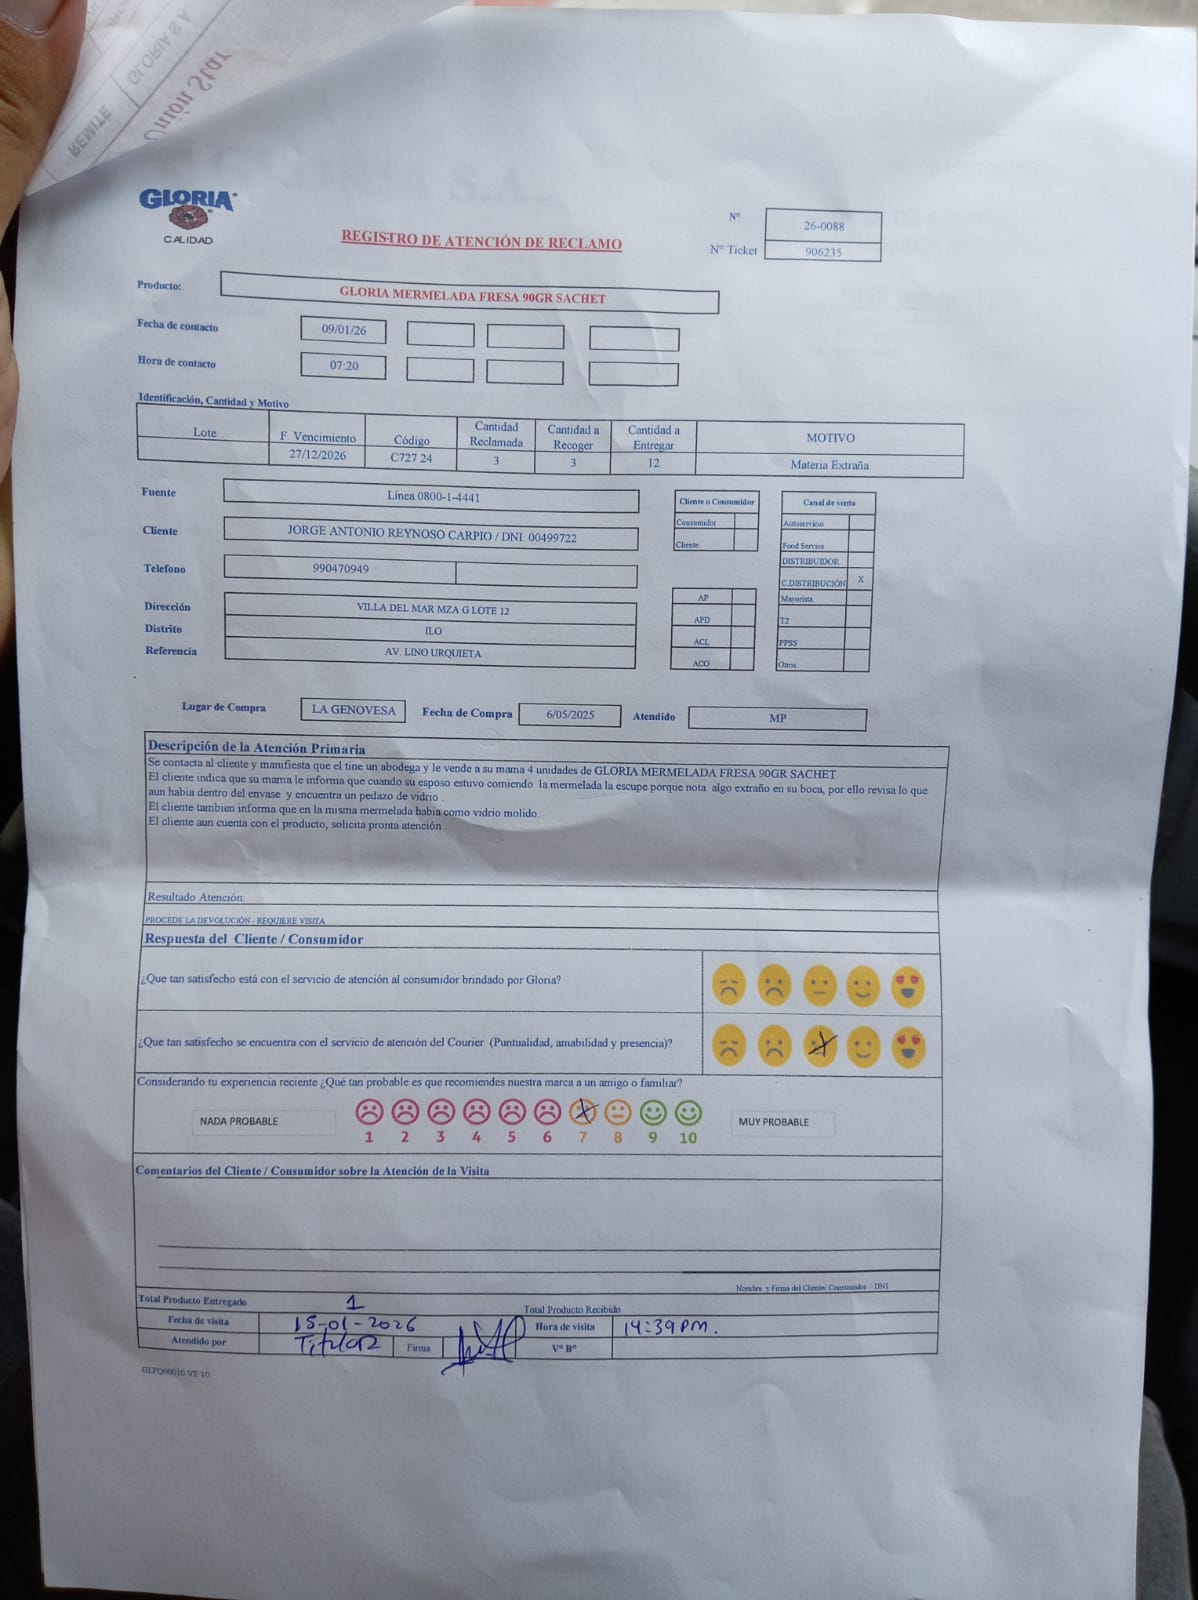 REMITE
GLORIA S A
Unión Star
GLORIA
CALIDAD
REGISTRO DE ATENCIÓN DE RECLAMO
Nº 26-0088
Nº Ticket 906235
Producto: GLORIA MERMELADA FRESA 90GR SACHET
Fecha de contacto 09/01/26
Hora de contacto 07:20
Identificación, Cantidad y Motivo
Lote F. Vencimiento Código Cantidad Reclamada Cantidad a Recoger Cantidad a Entregar MOTIVO
27/12/2026 C727 24 3 3 12 Materia Extraña
Fuente Línea 0800-1-4441
Cliente JORGE ANTONIO REYNOSO CARPIO / DNI: 00499722
Telefono 990470949
Dirección VILLA DEL MAR MZA G LOTE 12
Distrito ILO
Referencia AV. LINO URQUIETA
Cliente o Consumidor
Consumidor
Cliente
AP
APD
ACL
ACO
Canal de venta
Autoservicio
Food Service
DISTRIBUIDOR
C.DISTRIBUCIÓN X
Mayorista
T2
PPSS
Otros
Lugar de Compra LA GENOVESA Fecha de Compra 6/05/2025 Atendido MP
Descripción de la Atención Primaria
Se contacta al cliente y manifiesta que el tine un abodega y le vende a su mama 4 unidades de GLORIA MERMELADA FRESA 90GR SACHET.
El cliente indica que su mama le informa que cuando su esposo estuvo comiendo la mermelada la escupe porque nota algo extraño en su boca, por ello revisa lo que
aun habia dentro del envase y encuentra un pedazo de vidrio .
El cliente tambien informa que en la misma mermelada habia como vidrio molido.
El cliente aun cuenta con el producto, solicita pronta atención
Resultado Atención:
PROCEDE LA DEVOLUCIÓN - REQUIERE VISITA
Respuesta del Cliente / Consumidor
¿Que tan satisfecho está con el servicio de atención al consumidor brindado por Gloria?
¿Que tan satisfecho se encuentra con el servicio de atención del Courier (Puntualidad, amabilidad y presencia)?
Considerando tu experiencia reciente ¿Qué tan probable es que recomiendes nuestra marca a un amigo o familiar?
NADA PROBABLE 1 2 3 4 5 6 7 8 9 10 MUY PROBABLE
Comentarios del Cliente / Consumidor sobre la Atención de la Visita
Nombre y Firma del Cliente/ Consumidor / DNI
Total Producto Entregado 1 Total Producto Recibido
Fecha de visita 15-01-2026 Hora de visita 14:39 PM.
Atendido por Titular Firma Vº Bº
GLFQ00010 VE 10